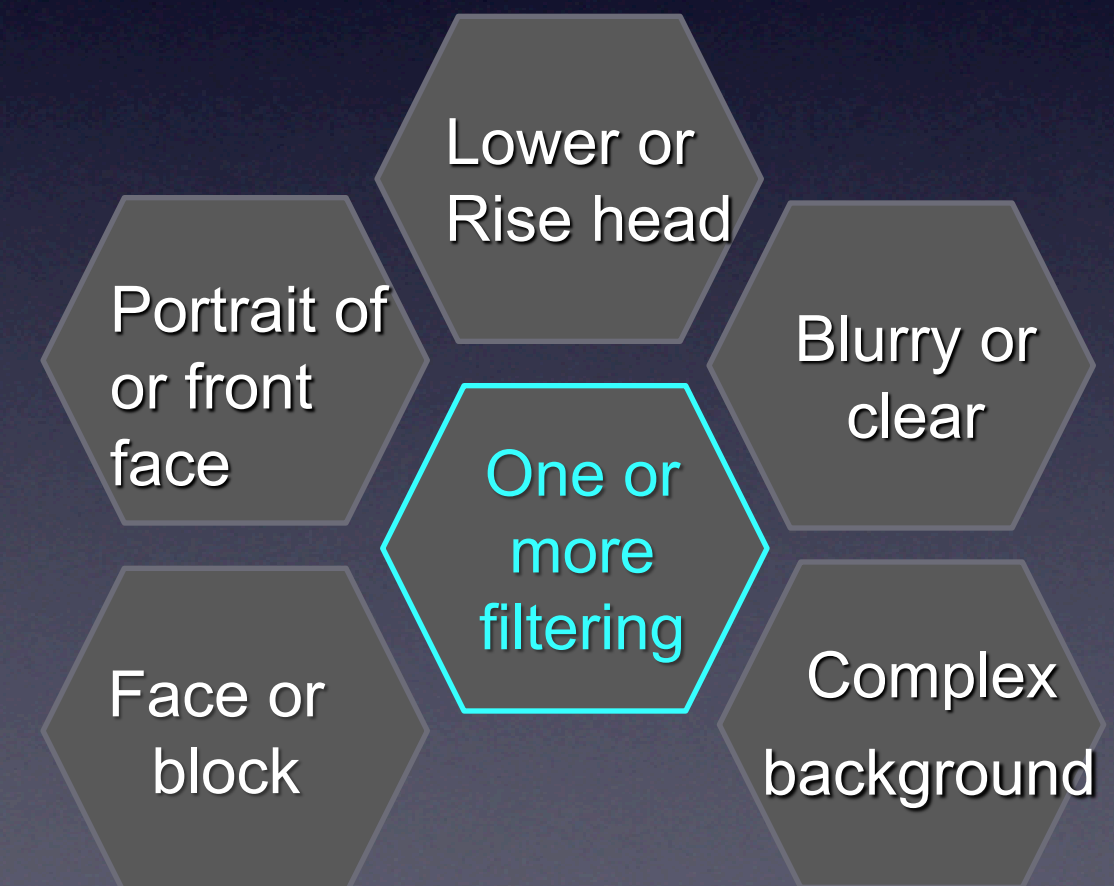 Lower or
Rise head
Portrait of
or front
face
Blurry or
clear
One or
more
filtering
Face or
block
Complex
background